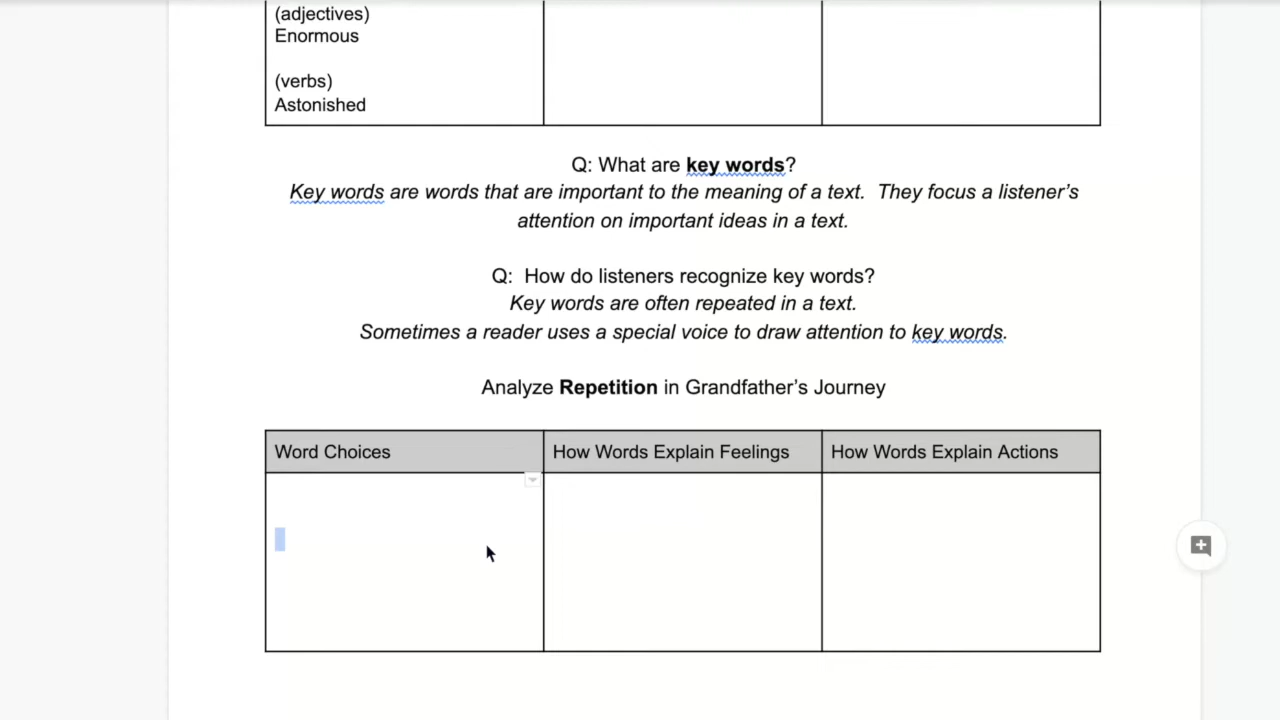 (adjectives)
Enormous
(verbs)
Astonished
Q: What are key words?
Key words are words that are important to the meaning of a text.  They focus a listener's
attention on important ideas in a text.
Q:  How do listeners recognize key words?
Key words are often repeated in a text.
Sometimes a reader uses a special voice to draw attention to key words.
Analyze Repetition in Grandfather's Journey
Word Choices
How Words Explain Feelings
How Words Explain Actions